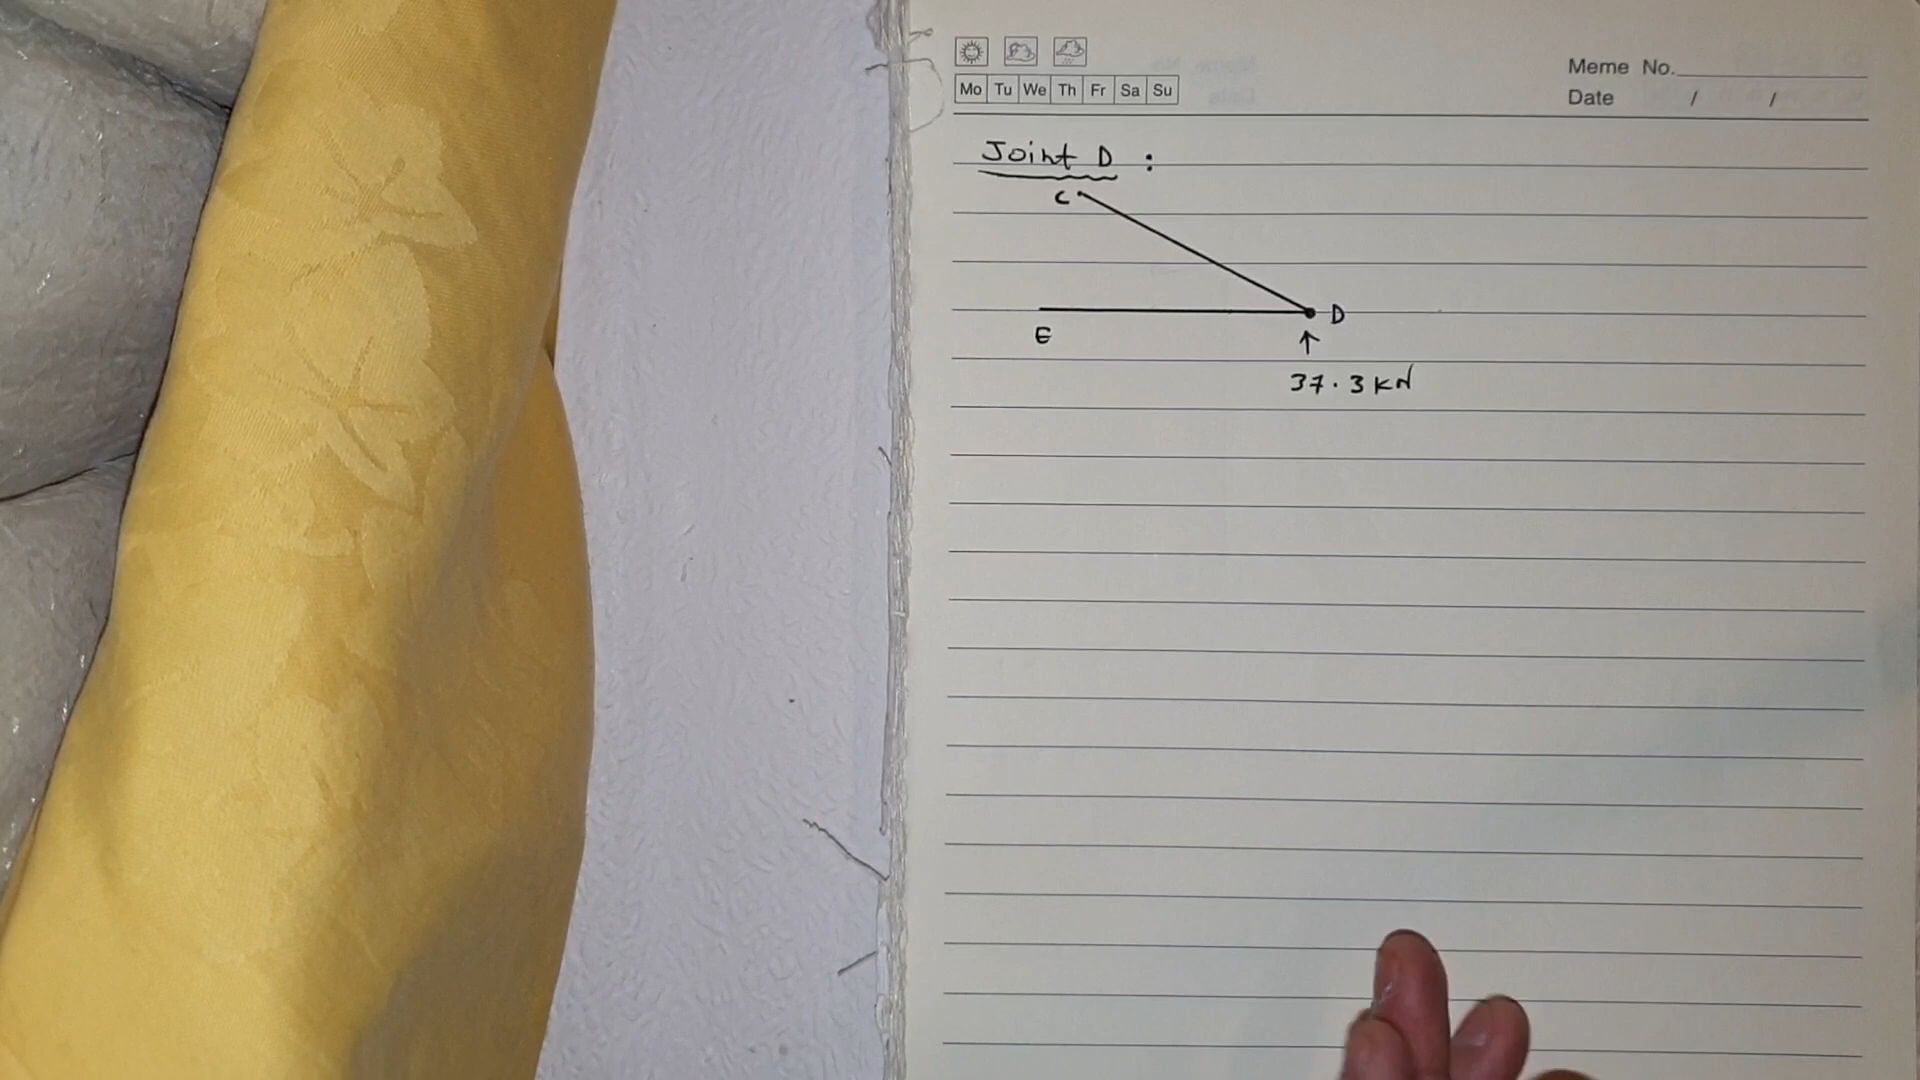 Meme No.
Mo Tu We Th Fr Sa Su
Date / /
Joint D :
C
D
E
37.3 kN